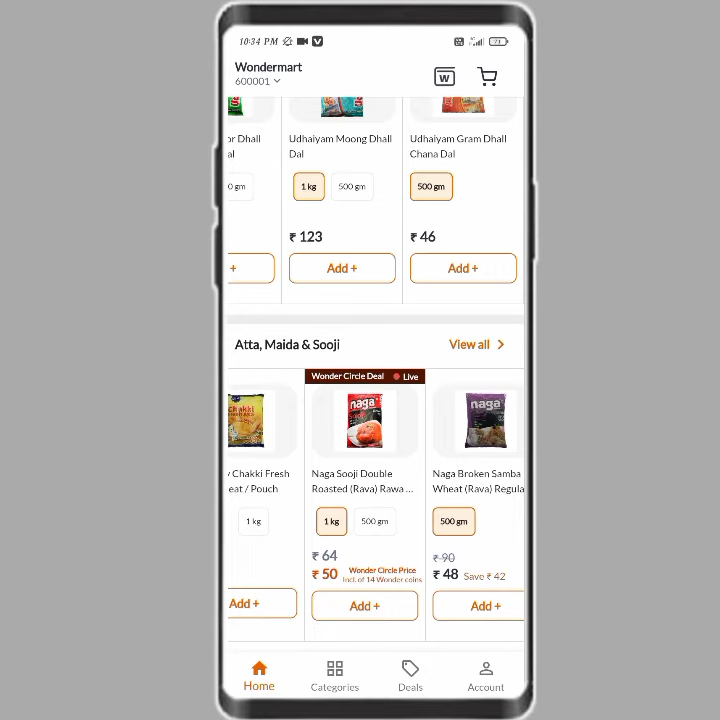 10:34 PM
73
Wondermart
600001
W
or Dhall
al
0 gm
+
Udhaiyam Moong Dhall
Dal
1 kg
500 gm
₹ 123
Add +
Udhaiyam Gram Dhall
Chana Dal
500 gm
₹ 46
Add +
Atta, Maida & Sooji
View all
chakki
y Chakki Fresh
eat / Pouch
1 kg
Add +
Wonder Circle Deal
Live
naga
Naga Sooji Double
Roasted (Rava) Rawa ...
1 kg
500 gm
₹ 64
₹ 50
Wonder Circle Price
Incl. of 14 Wonder coins
Add +
naga
Naga Broken Samba
Wheat (Rava) Regula
500 gm
₹ 90
₹ 48
Save ₹ 42
Add +
Home
Categories
Deals
Account